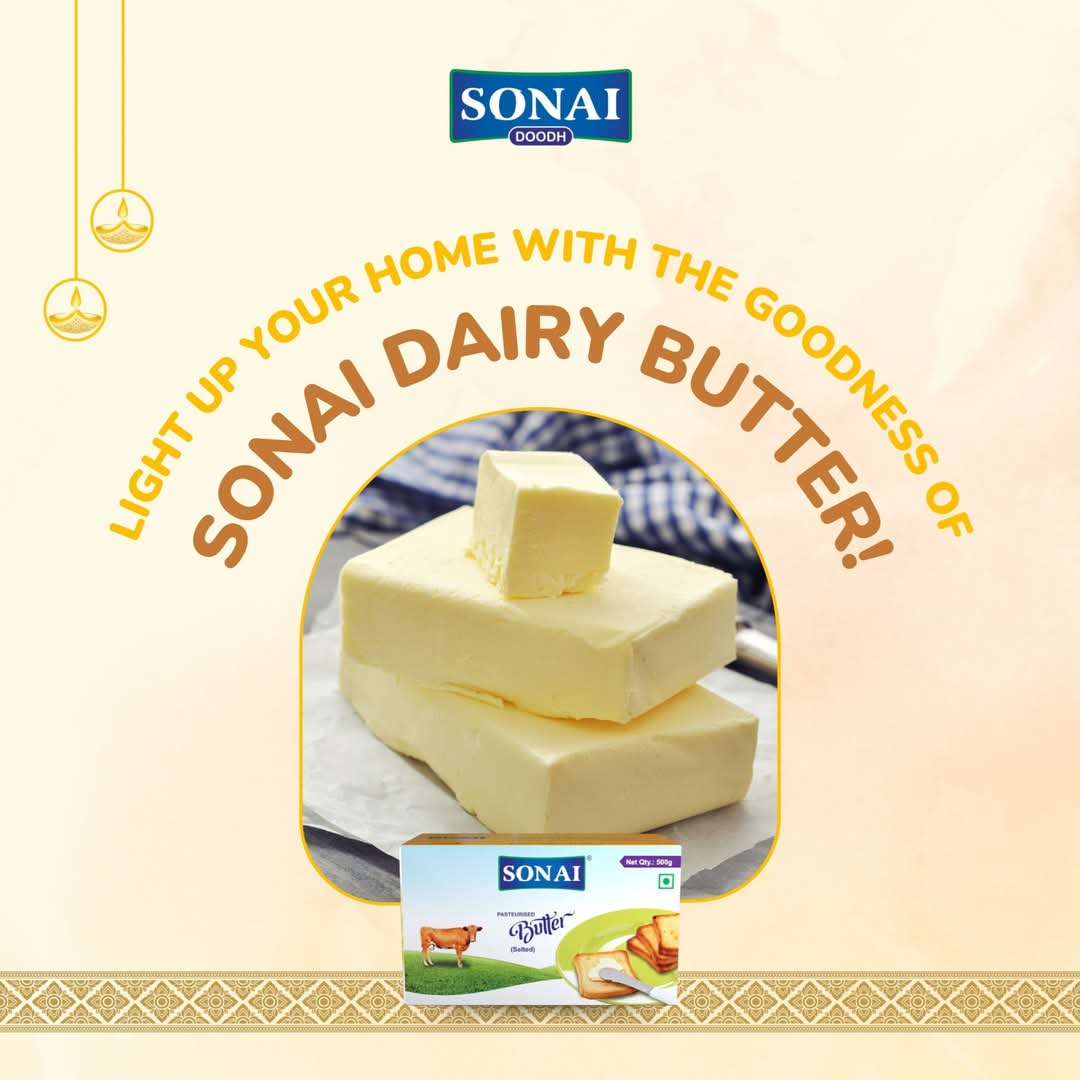 SONAI
DOODH
LIGHT UP YOUR HOME WITH THE GOODNESS OF
SONAI DAIRY BUTTER!
SONAI®
Net Qty.: 500g
PASTEURISED
Butter
(Salted)